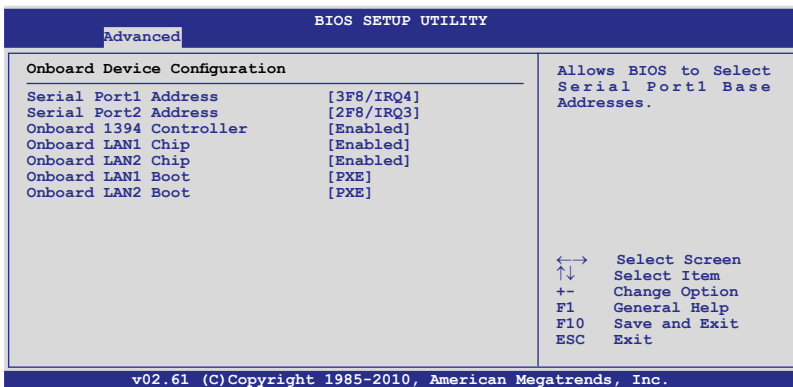 BIOS SETUP UTILITY
Advanced
Onboard Device Configuration
Serial Port1 Address [3F8/IRQ4]
Serial Port2 Address [2F8/IRQ3]
Onboard 1394 Controller [Enabled]
Onboard LAN1 Chip [Enabled]
Onboard LAN2 Chip [Enabled]
Onboard LAN1 Boot [PXE]
Onboard LAN2 Boot [PXE]
Allows BIOS to Select
Serial Port1 Base
Addresses.
←→ Select Screen
↑↓ Select Item
+- Change Option
F1 General Help
F10 Save and Exit
ESC Exit
v02.61 (C)Copyright 1985-2010, American Megatrends, Inc.